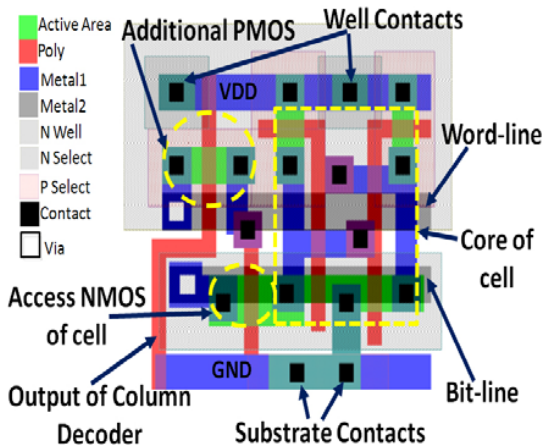 Active Area
Poly
Metal1
Metal2
N Well
N Select
P Select
Contact
Via
Additional PMOS
Well Contacts
VDD
Word-line
Core of
cell
Access NMOS
of cell
GND
Bit-line
Output of Column
Decoder
Substrate Contacts